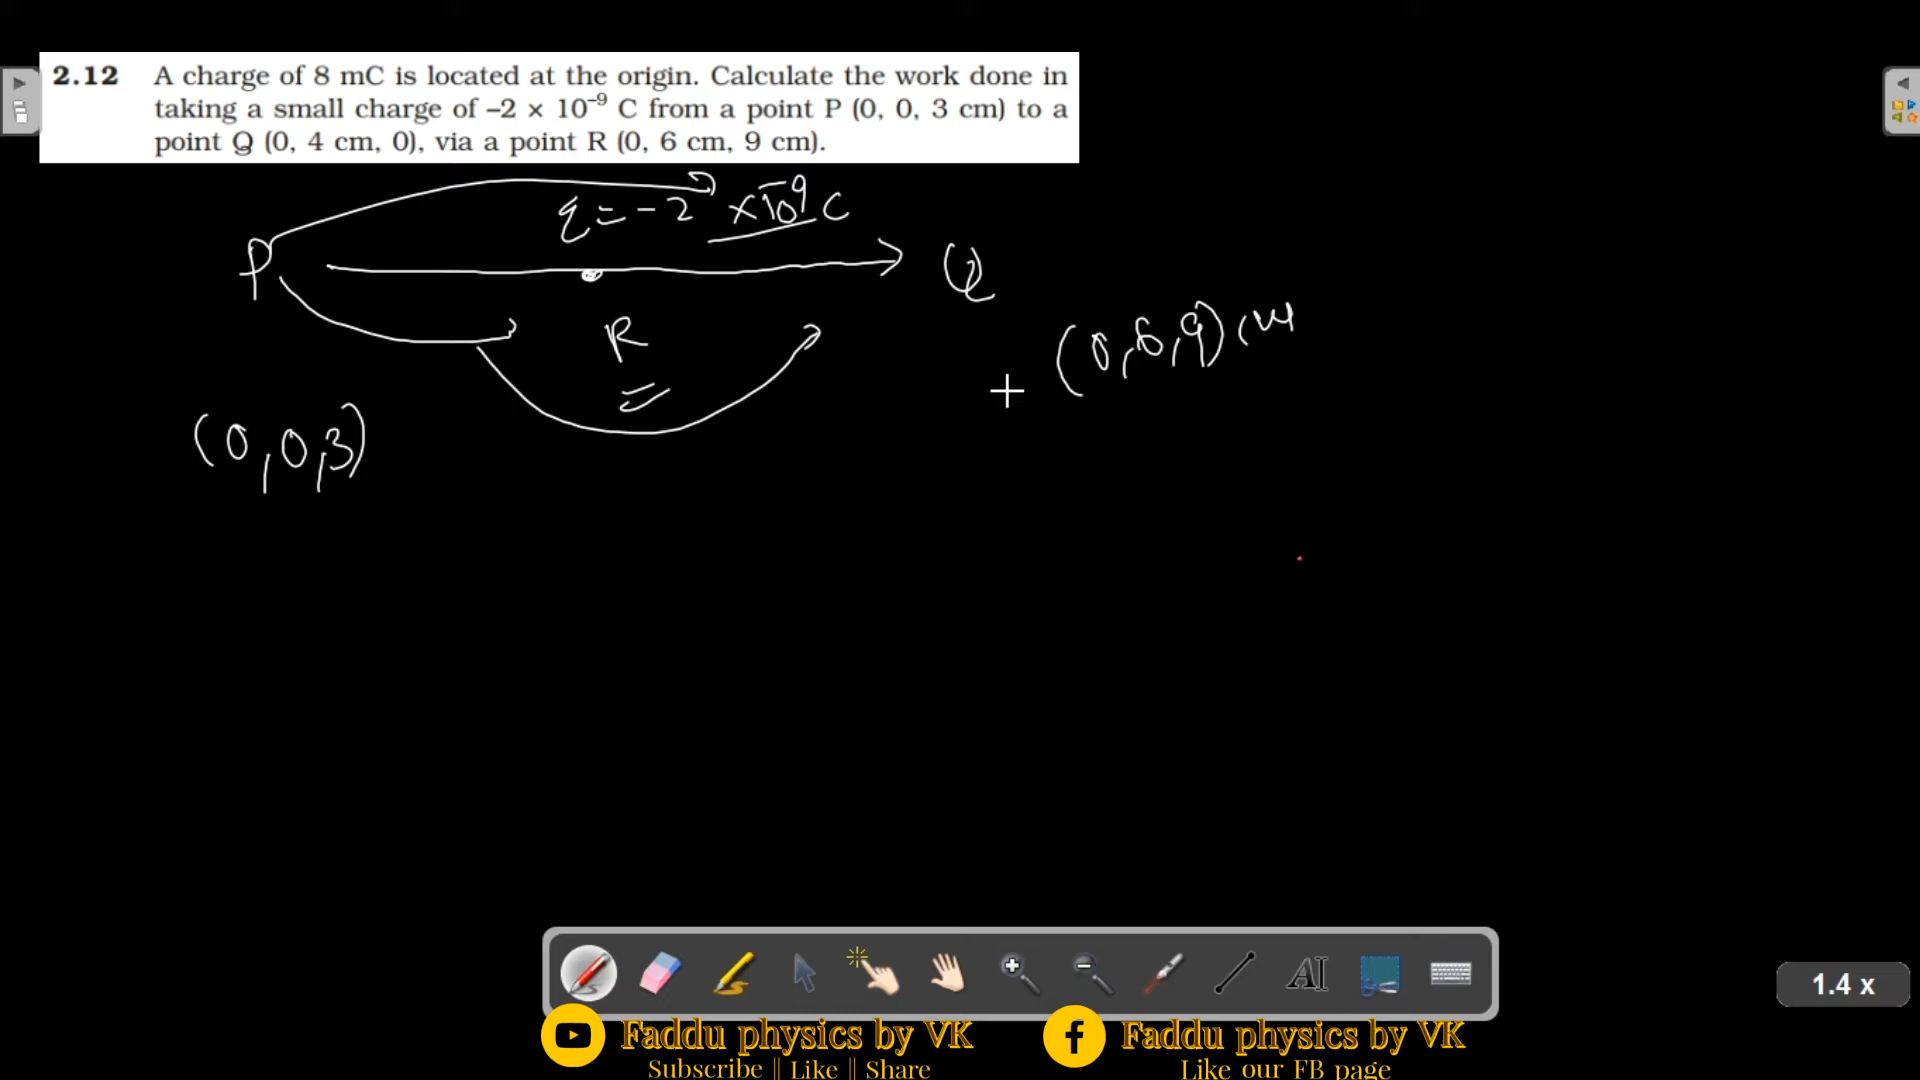 2.12 A charge of 8 mC is located at the origin. Calculate the work done in
taking a small charge of –2 × 10⁻⁹ C from a point P (0, 0, 3 cm) to a
point Q (0, 4 cm, 0), via a point R (0, 6 cm, 9 cm).
q = -2 × 10⁻⁹ C
P
Q
R
(0,6,9) cm
(0,0,3)
AI
1.4 x
Faddu physics by VK
Subscribe || Like || Share
Faddu physics by VK
Like our FB page